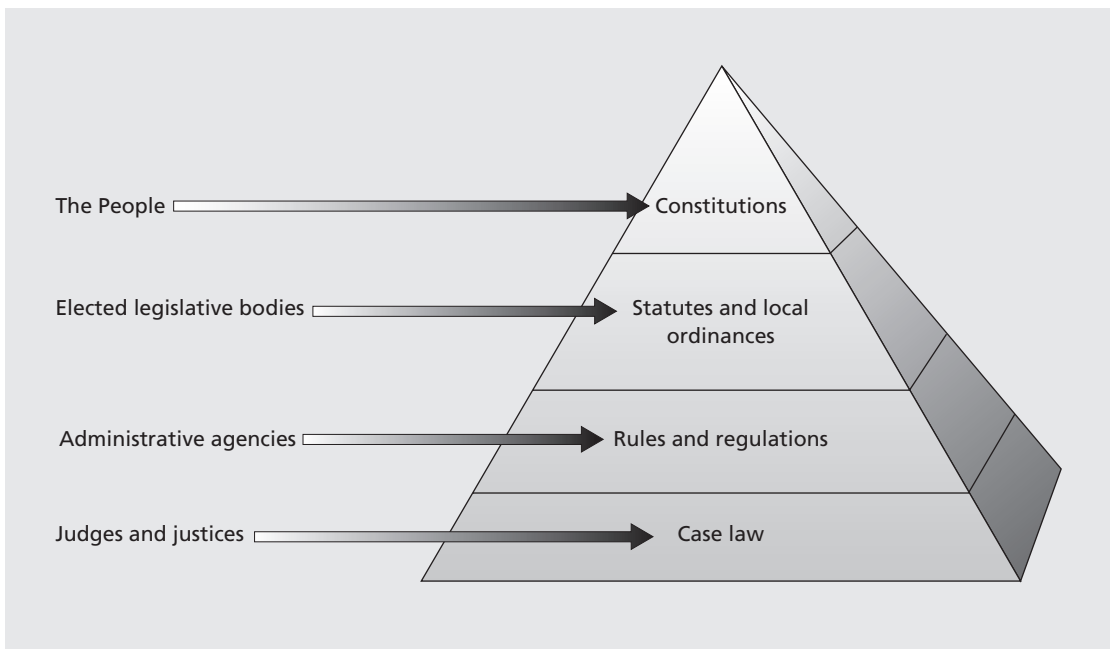 The People
Constitutions
Elected legislative bodies
Statutes and local
ordinances
Administrative agencies
Rules and regulations
Judges and justices
Case law